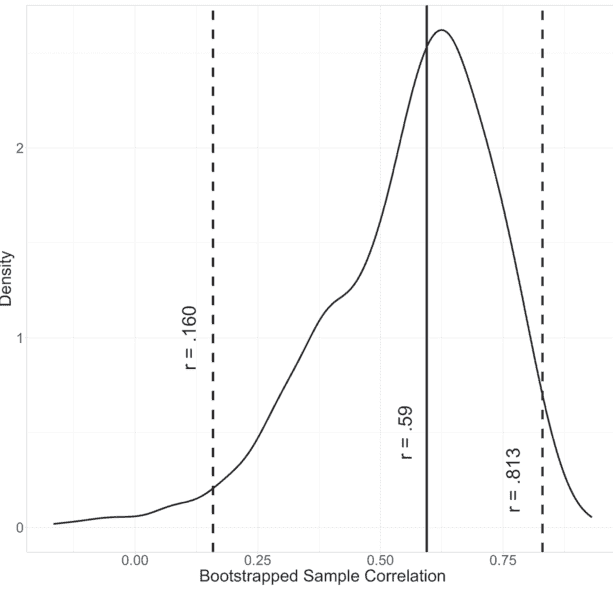 Density
2
1
0
r = .160
r = .59
r = .813
0.00 0.25 0.50 0.75
Bootstrapped Sample Correlation